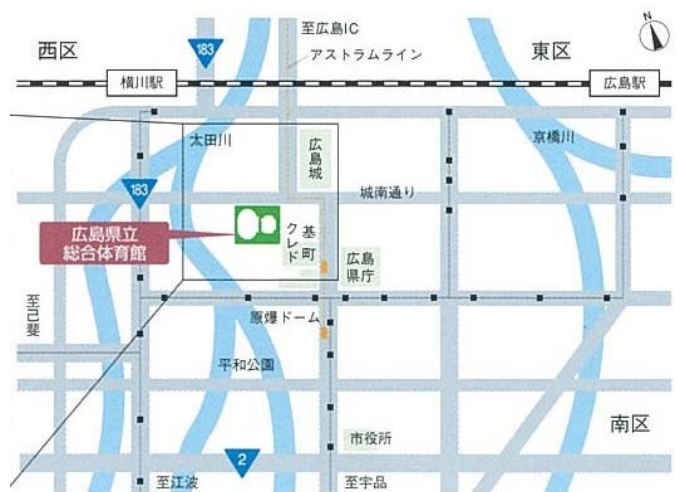 至広島IC
N
西区
183
アストラムライン
東区
横川駅
広島駅
太田川
広島城
京橋川
183
城南通り
広島県立
総合体育館
基町
クレド
広島
県庁
至己斐
原爆ドーム
平和公園
南区
市役所
2
至江波
至宇品